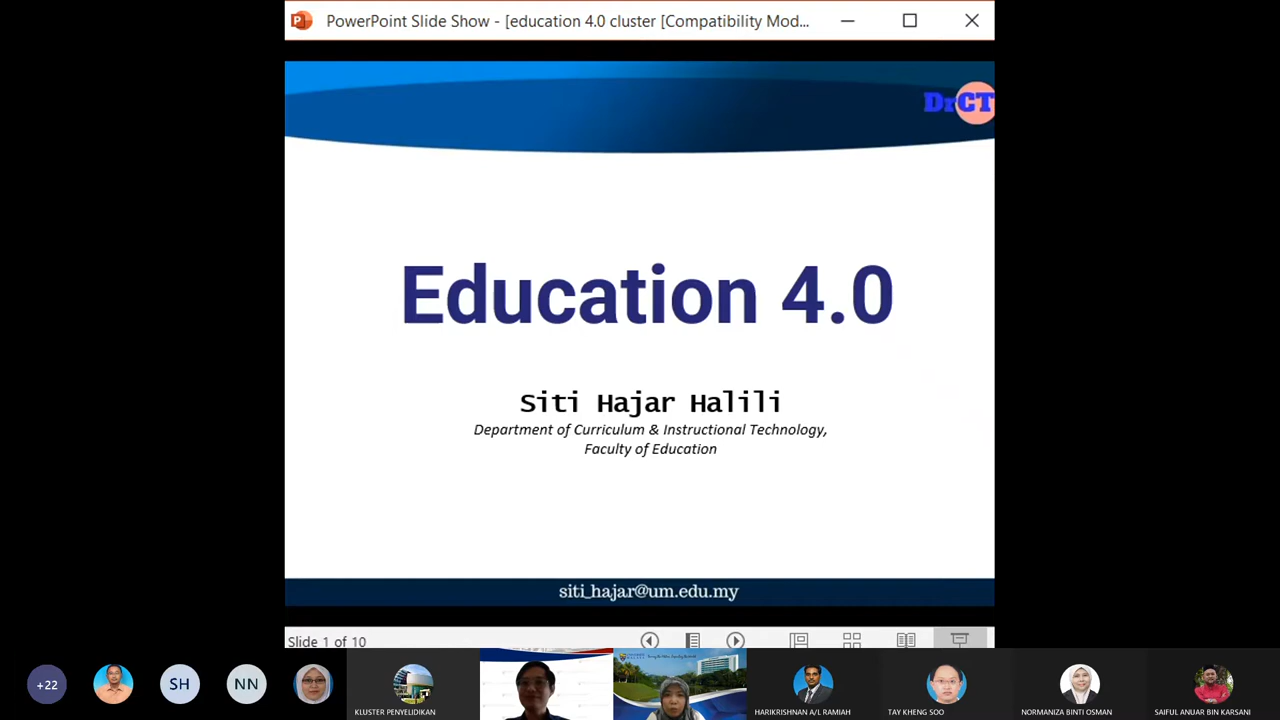 PowerPoint Slide Show - [education 4.0 cluster [Compatibility Mod...
DrCT
Education 4.0
Siti Hajar Halili
Department of Curriculum & Instructional Technology,
Faculty of Education
siti_hajar@um.edu.my
Slide 1 of 10
+22
SH
NN
KLUSTER PENYELIDIKAN
HARIKRISHNAN A/L RAMIAH
TAY KHENG SOO
NORMANIZA BINTI OSMAN
SAIFUL ANUAR BIN KARSANI